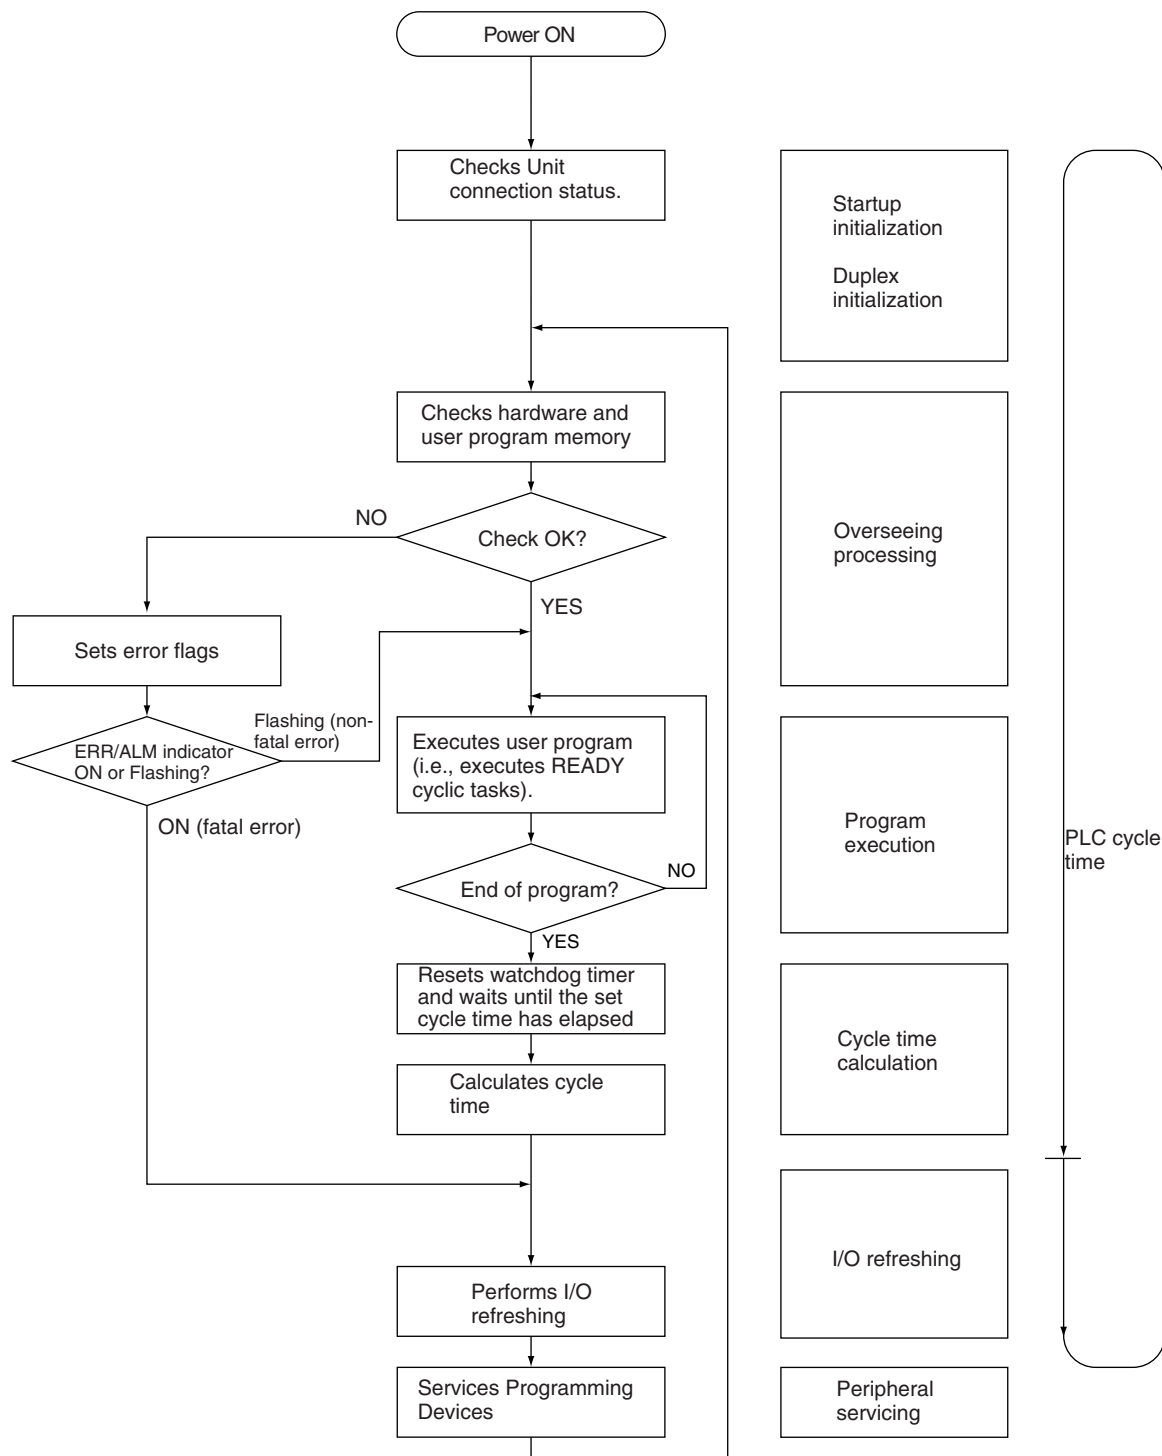 Power ON
Checks Unit
connection status.
Startup
initialization
Duplex
initialization
Checks hardware and
user program memory
NO
Check OK?
Overseeing
processing
YES
Sets error flags
Flashing (non-
fatal error)
ERR/ALM indicator
ON or Flashing?
Executes user program
(i.e., executes READY
cyclic tasks).
ON (fatal error)
Program
execution
PLC cycle
time
NO
End of program?
YES
Resets watchdog timer
and waits until the set
cycle time has elapsed
Cycle time
calculation
Calculates cycle
time
I/O refreshing
Performs I/O
refreshing
Services Programming
Devices
Peripheral
servicing